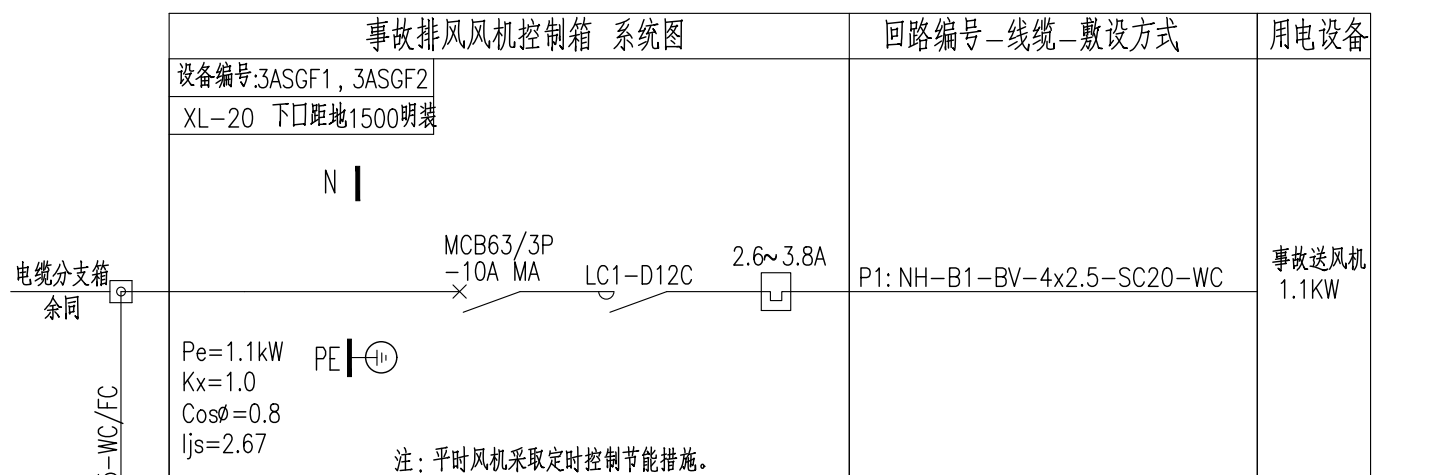 事故排风风机控制箱 系统图
回路编号-线缆-敷设方式
用电设备
设备编号:3ASGF1,3ASGF2
XL-20 下口距地1500明装
N
MCB63/3P
-10A MA
LC1-D12C
2.6~3.8A
P1:NH-B1-BV-4x2.5-SC20-WC
事故送风机
1.1KW
电缆分支箱
余同
Pe=1.1kW
Kx=1.0
Cosø=0.8
Ijs=2.67
PE
-WC/FC
注:平时风机采取定时控制节能措施。